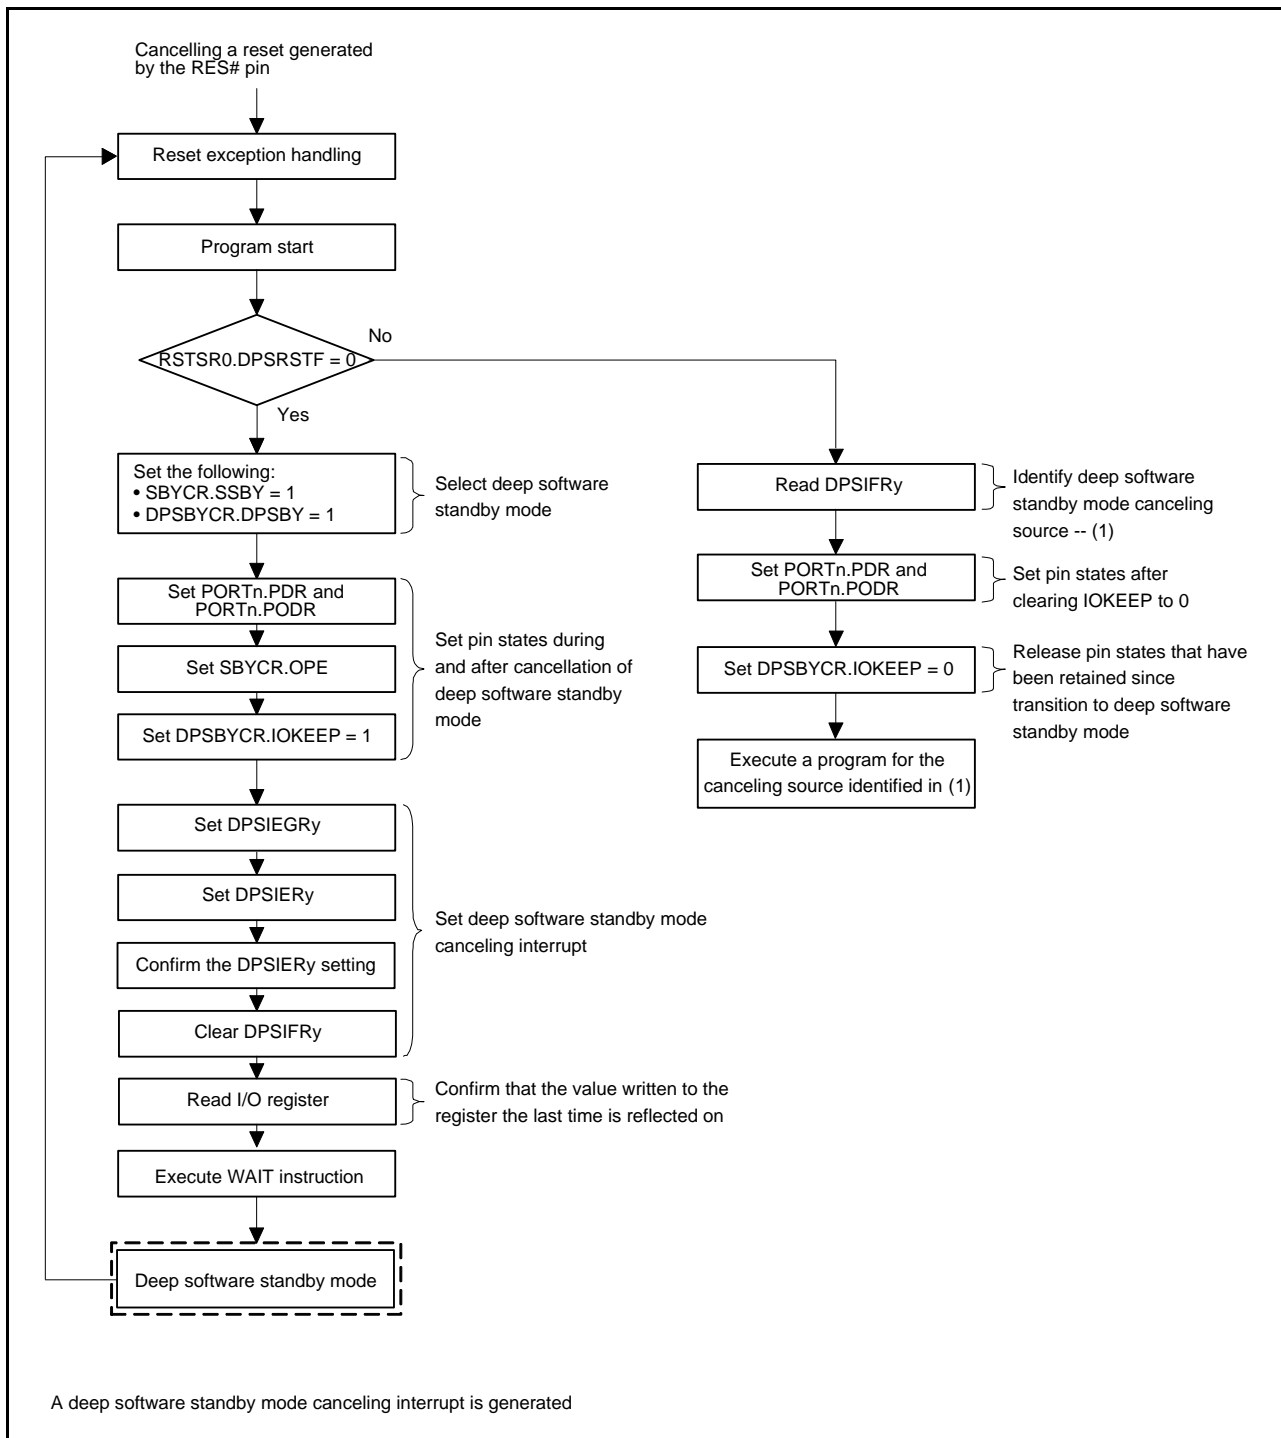 Cancelling a reset generated
by the RES# pin
Reset exception handling
Program start
RSTSR0.DPSRSTF = 0
No
Yes
Set the following:
• SBYCR.SSBY = 1
• DPSBYCR.DPSBY = 1
Select deep software
standby mode
Set PORTn.PDR and
PORTn.PODR
Set SBYCR.OPE
Set DPSBYCR.IOKEEP = 1
Set pin states during
and after cancellation of
deep software standby
mode
Set DPSIEGRy
Set DPSIERy
Confirm the DPSIERy setting
Clear DPSIFRy
Set deep software standby mode
canceling interrupt
Read I/O register
Confirm that the value written to the
register the last time is reflected on
Execute WAIT instruction
Deep software standby mode
Read DPSIFRy
Identify deep software
standby mode canceling
source -- (1)
Set PORTn.PDR and
PORTn.PODR
Set pin states after
clearing IOKEEP to 0
Set DPSBYCR.IOKEEP = 0
Release pin states that have
been retained since
transition to deep software
standby mode
Execute a program for the
canceling source identified in (1)
A deep software standby mode canceling interrupt is generated